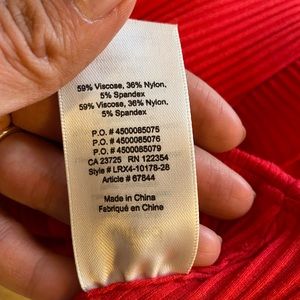 59% Viscose, 36% Nylon,
5% Spandex
59% Viscose, 36% Nylon,
5% Spandex
P.O. # 4500085075
P.O. # 4500085076
P.O. # 4500085079
CA 23725 RN 122354
Style # LRX4-10178-28
Article # 67844
Made in China
Fabriqué en Chine